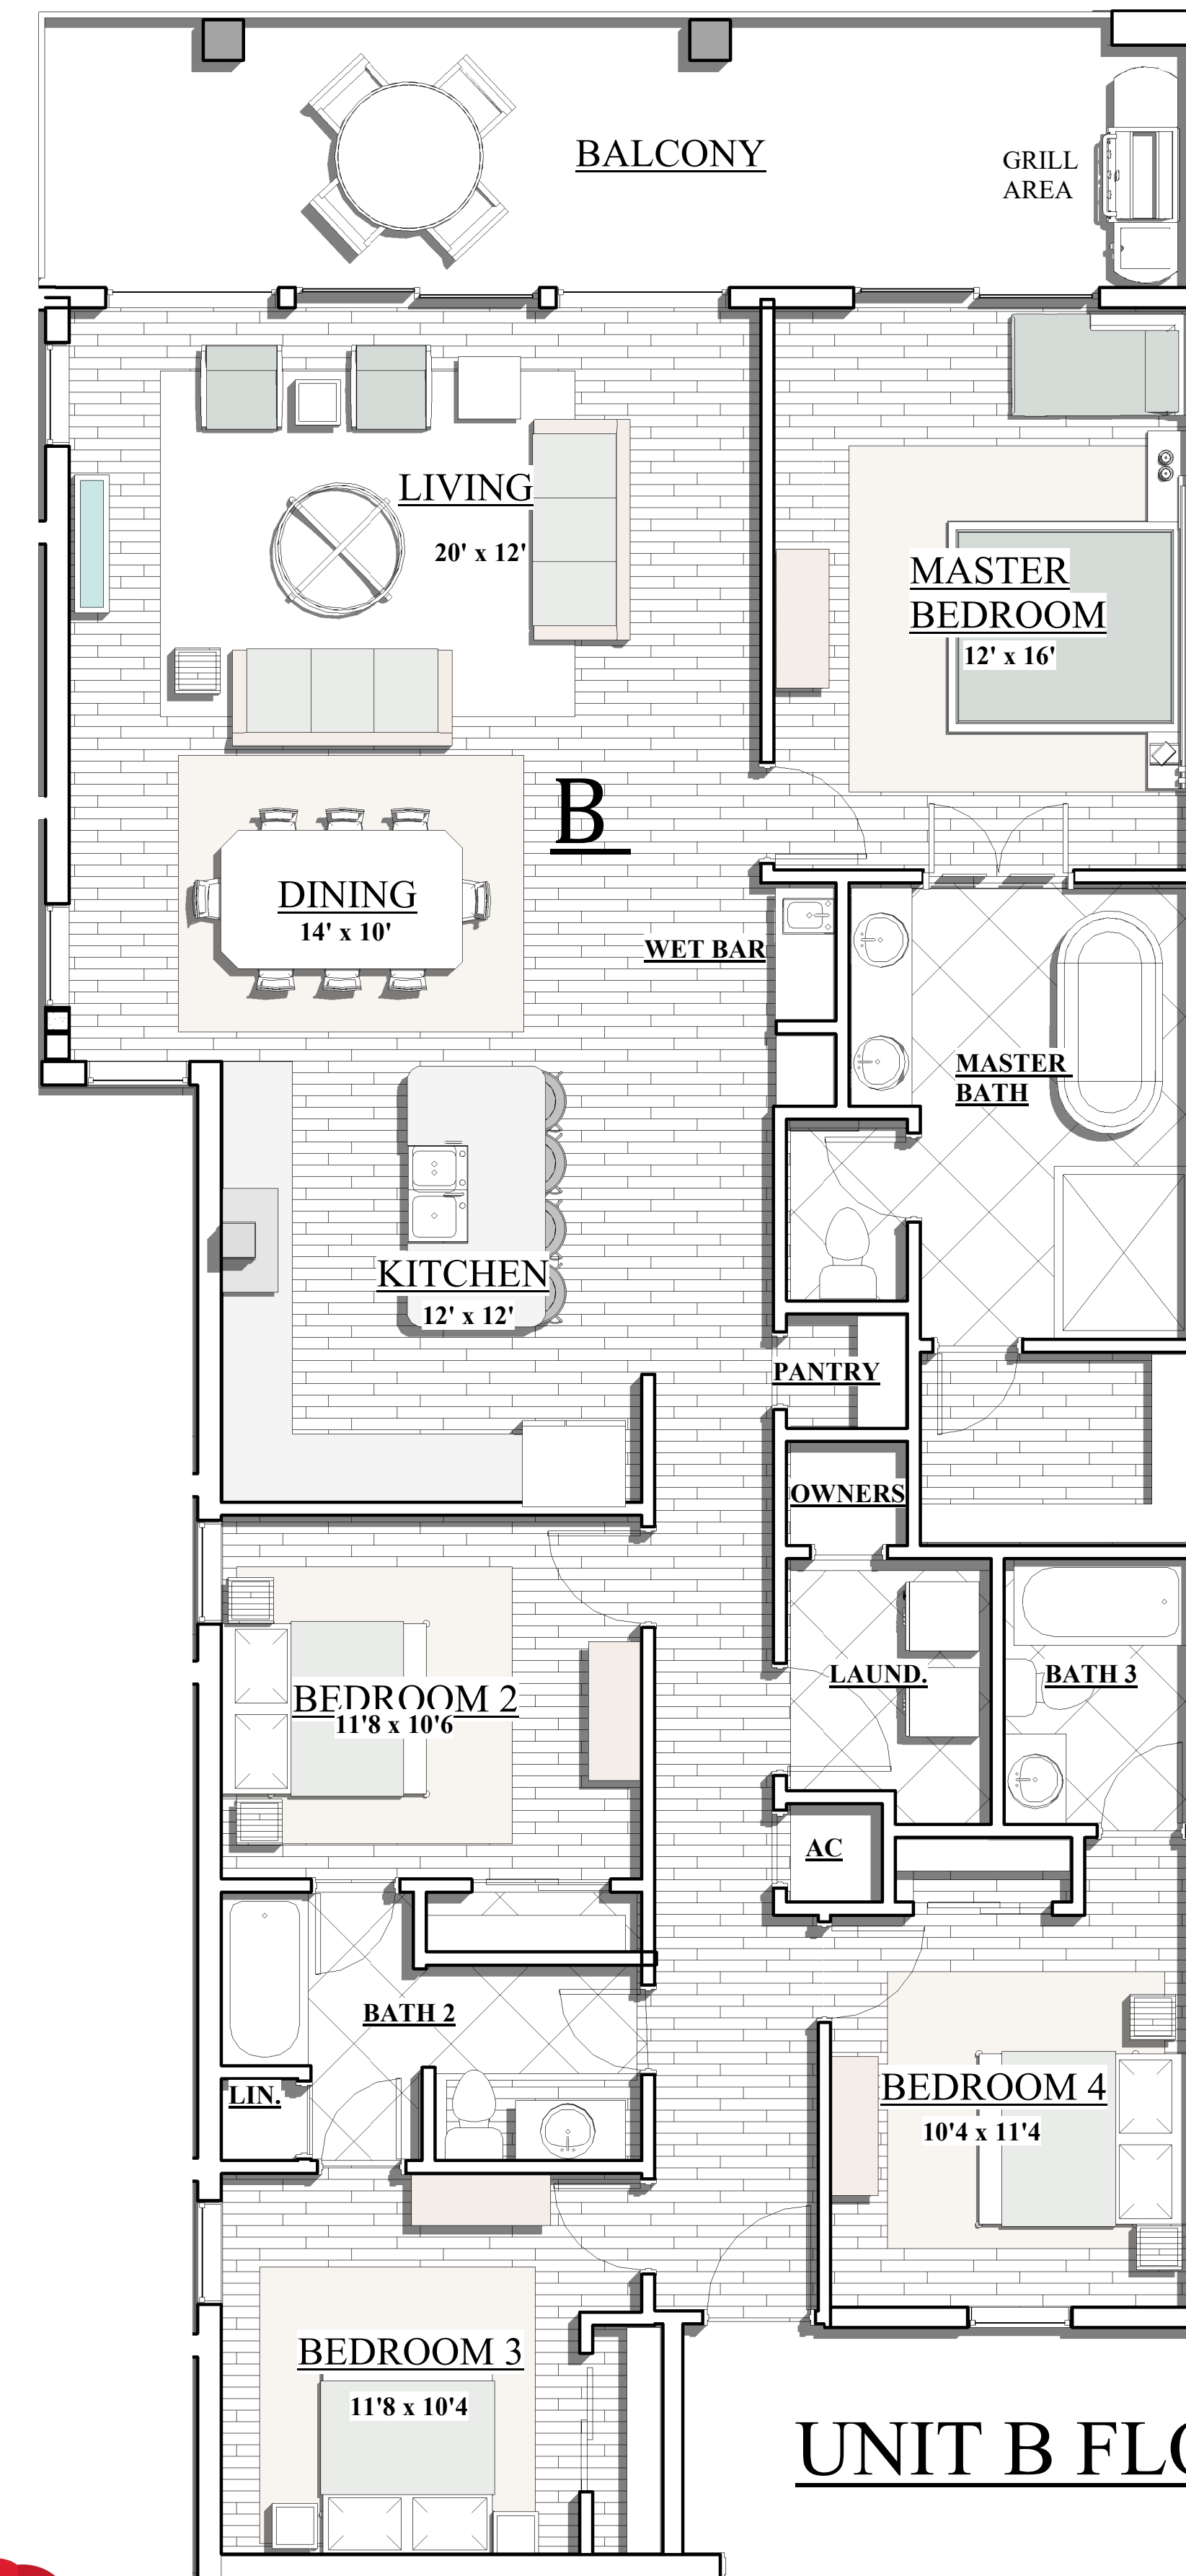 BALCONY
GRILL
AREA
LIVING
20' x 12'
MASTER
BEDROOM
12' x 16'
B
DINING
14' x 10'
WET BAR
MASTER
BATH
KITCHEN
12' x 12'
PANTRY
OWNERS
LAUND.
BATH 3
BEDROOM 2
11'8 x 10'6
AC
BATH 2
LIN.
BEDROOM 4
10'4 x 11'4
BEDROOM 3
11'8 x 10'4
UNIT B FLO